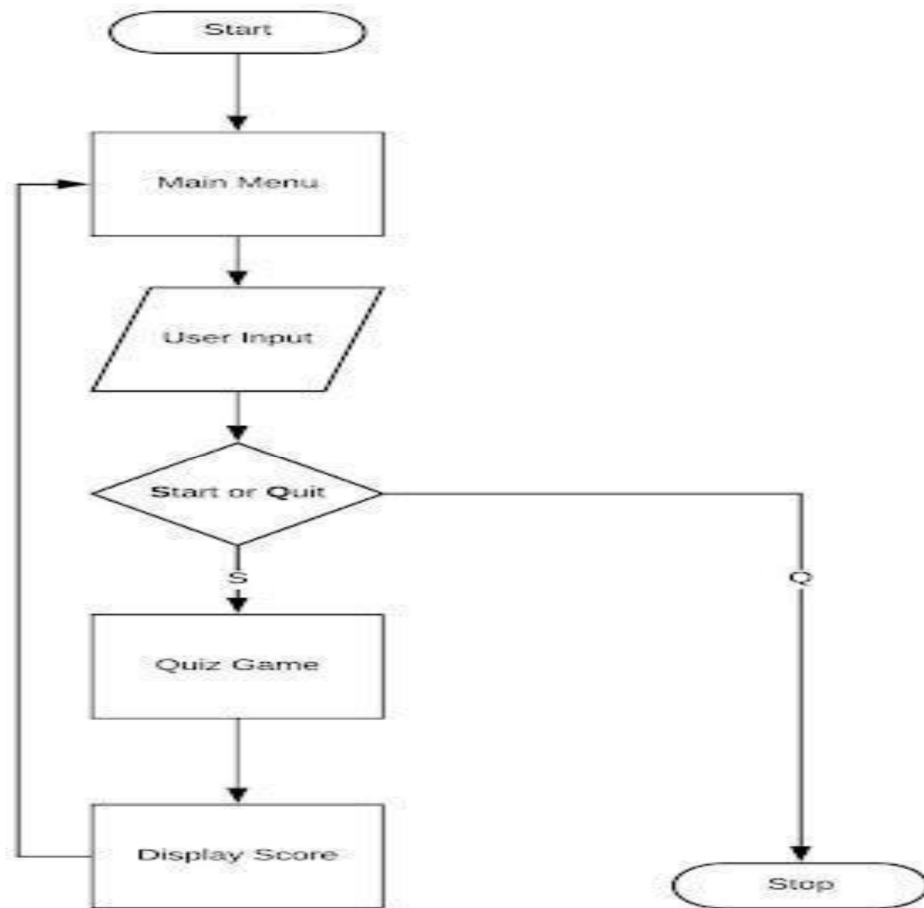 Start
Main Menu
User Input
Start or Quit
S
Q
Quiz Game
Display Score
Stop